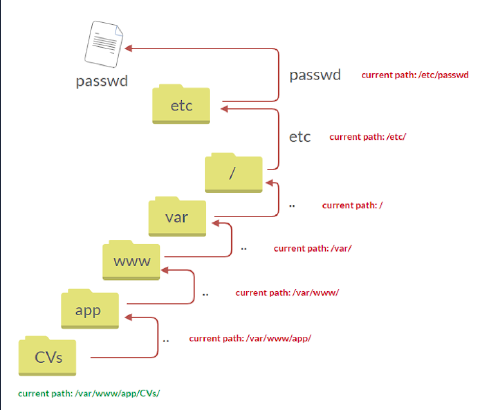 passwd
passwd
current path: /etc/passwd
etc
etc
current path: /etc/
/
..
current path: /
var
..
current path: /var/
www
..
current path: /var/www/
app
..
current path: /var/www/app/
CVs
current path: /var/www/app/CVs/